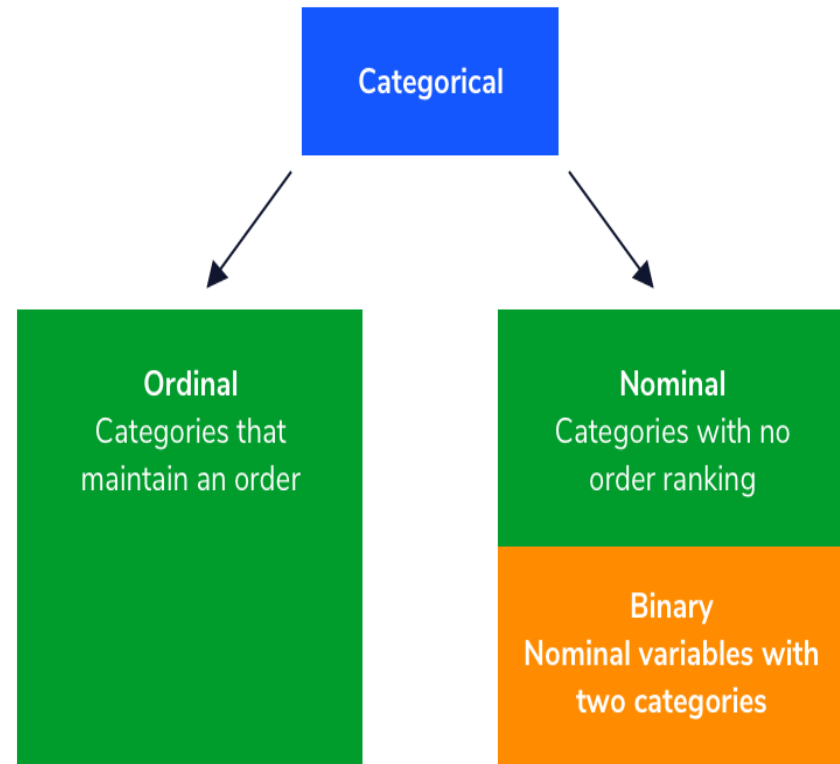 Categorical
Ordinal
Categories that
maintain an order
Nominal
Categories with no
order ranking
Binary
Nominal variables with
two categories